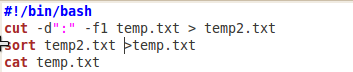 #!/bin/bash
cut -d":" -f1 temp.txt > temp2.txt
sort temp2.txt >temp.txt
cat temp.txt